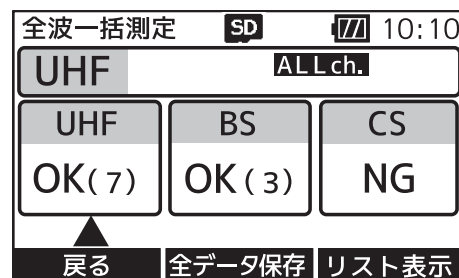 全波一括測定 SD 10:10
UHF ALLch.
UHF BS CS
OK(7) OK(3) NG
戻る 全データ保存 リスト表示